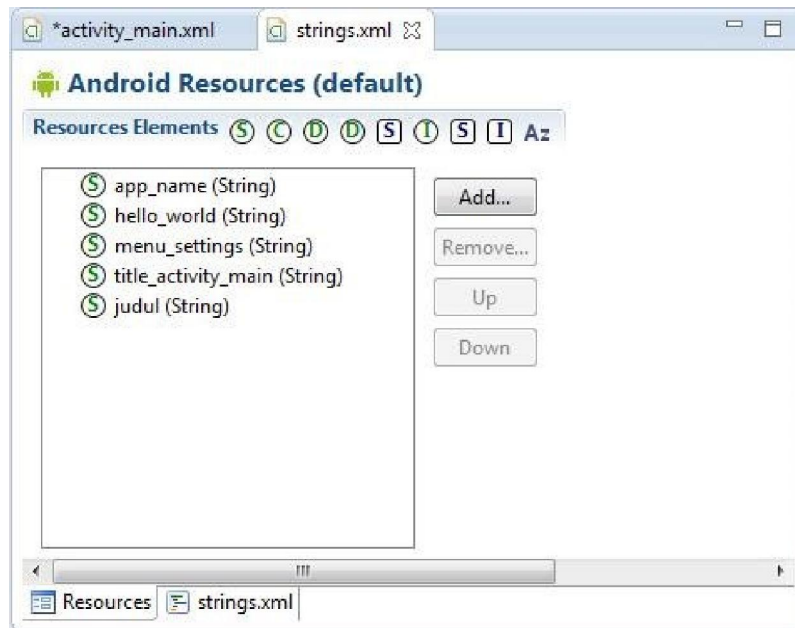 *activity_main.xml strings.xml
Android Resources (default)
Resources Elements S C D D S I S I Az
S app_name (String)
S hello_world (String)
S menu_settings (String)
S title_activity_main (String)
S judul (String)
Add...
Remove...
Up
Down
Resources strings.xml